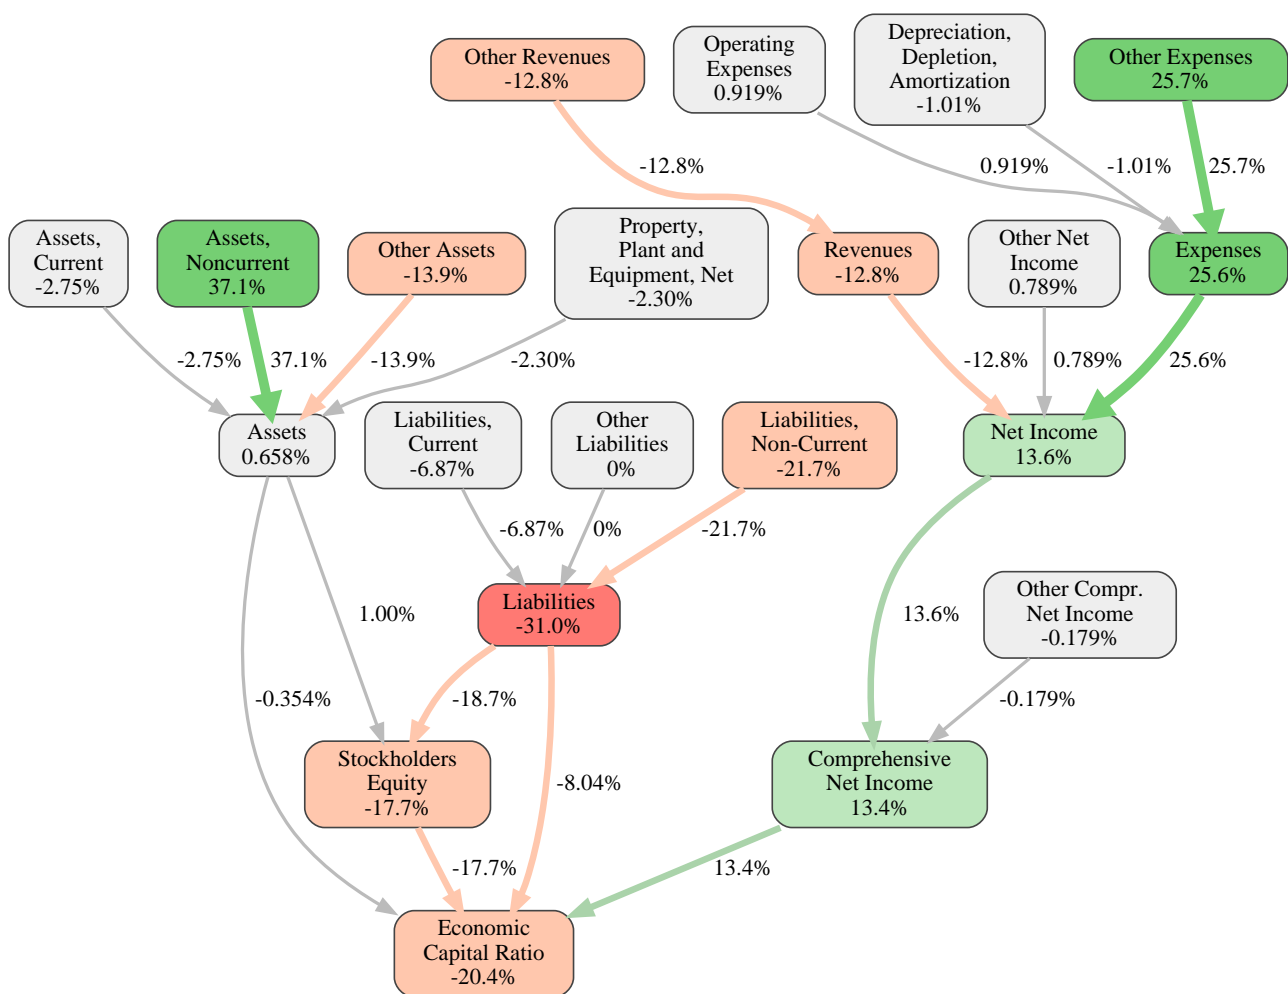 Other Revenues
-12.8%
Operating
Expenses
0.919%
Depreciation,
Depletion,
Amortization
-1.01%
Other Expenses
25.7%
-12.8%
0.919%
-1.01%
25.7%
Assets,
Current
-2.75%
Assets,
Noncurrent
37.1%
Other Assets
-13.9%
Property,
Plant and
Equipment, Net
-2.30%
Revenues
-12.8%
Other Net
Income
0.789%
Expenses
25.6%
-2.75%
37.1%
-13.9%
-2.30%
-12.8%
0.789%
25.6%
Assets
0.658%
Liabilities,
Current
-6.87%
Other
Liabilities
0%
Liabilities,
Non-Current
-21.7%
Net Income
13.6%
-6.87%
0%
-21.7%
Liabilities
-31.0%
1.00%
13.6%
Other Compr.
Net Income
-0.179%
-0.354%
-18.7%
-0.179%
Stockholders
Equity
-17.7%
-8.04%
Comprehensive
Net Income
13.4%
-17.7%
13.4%
Economic
Capital Ratio
-20.4%